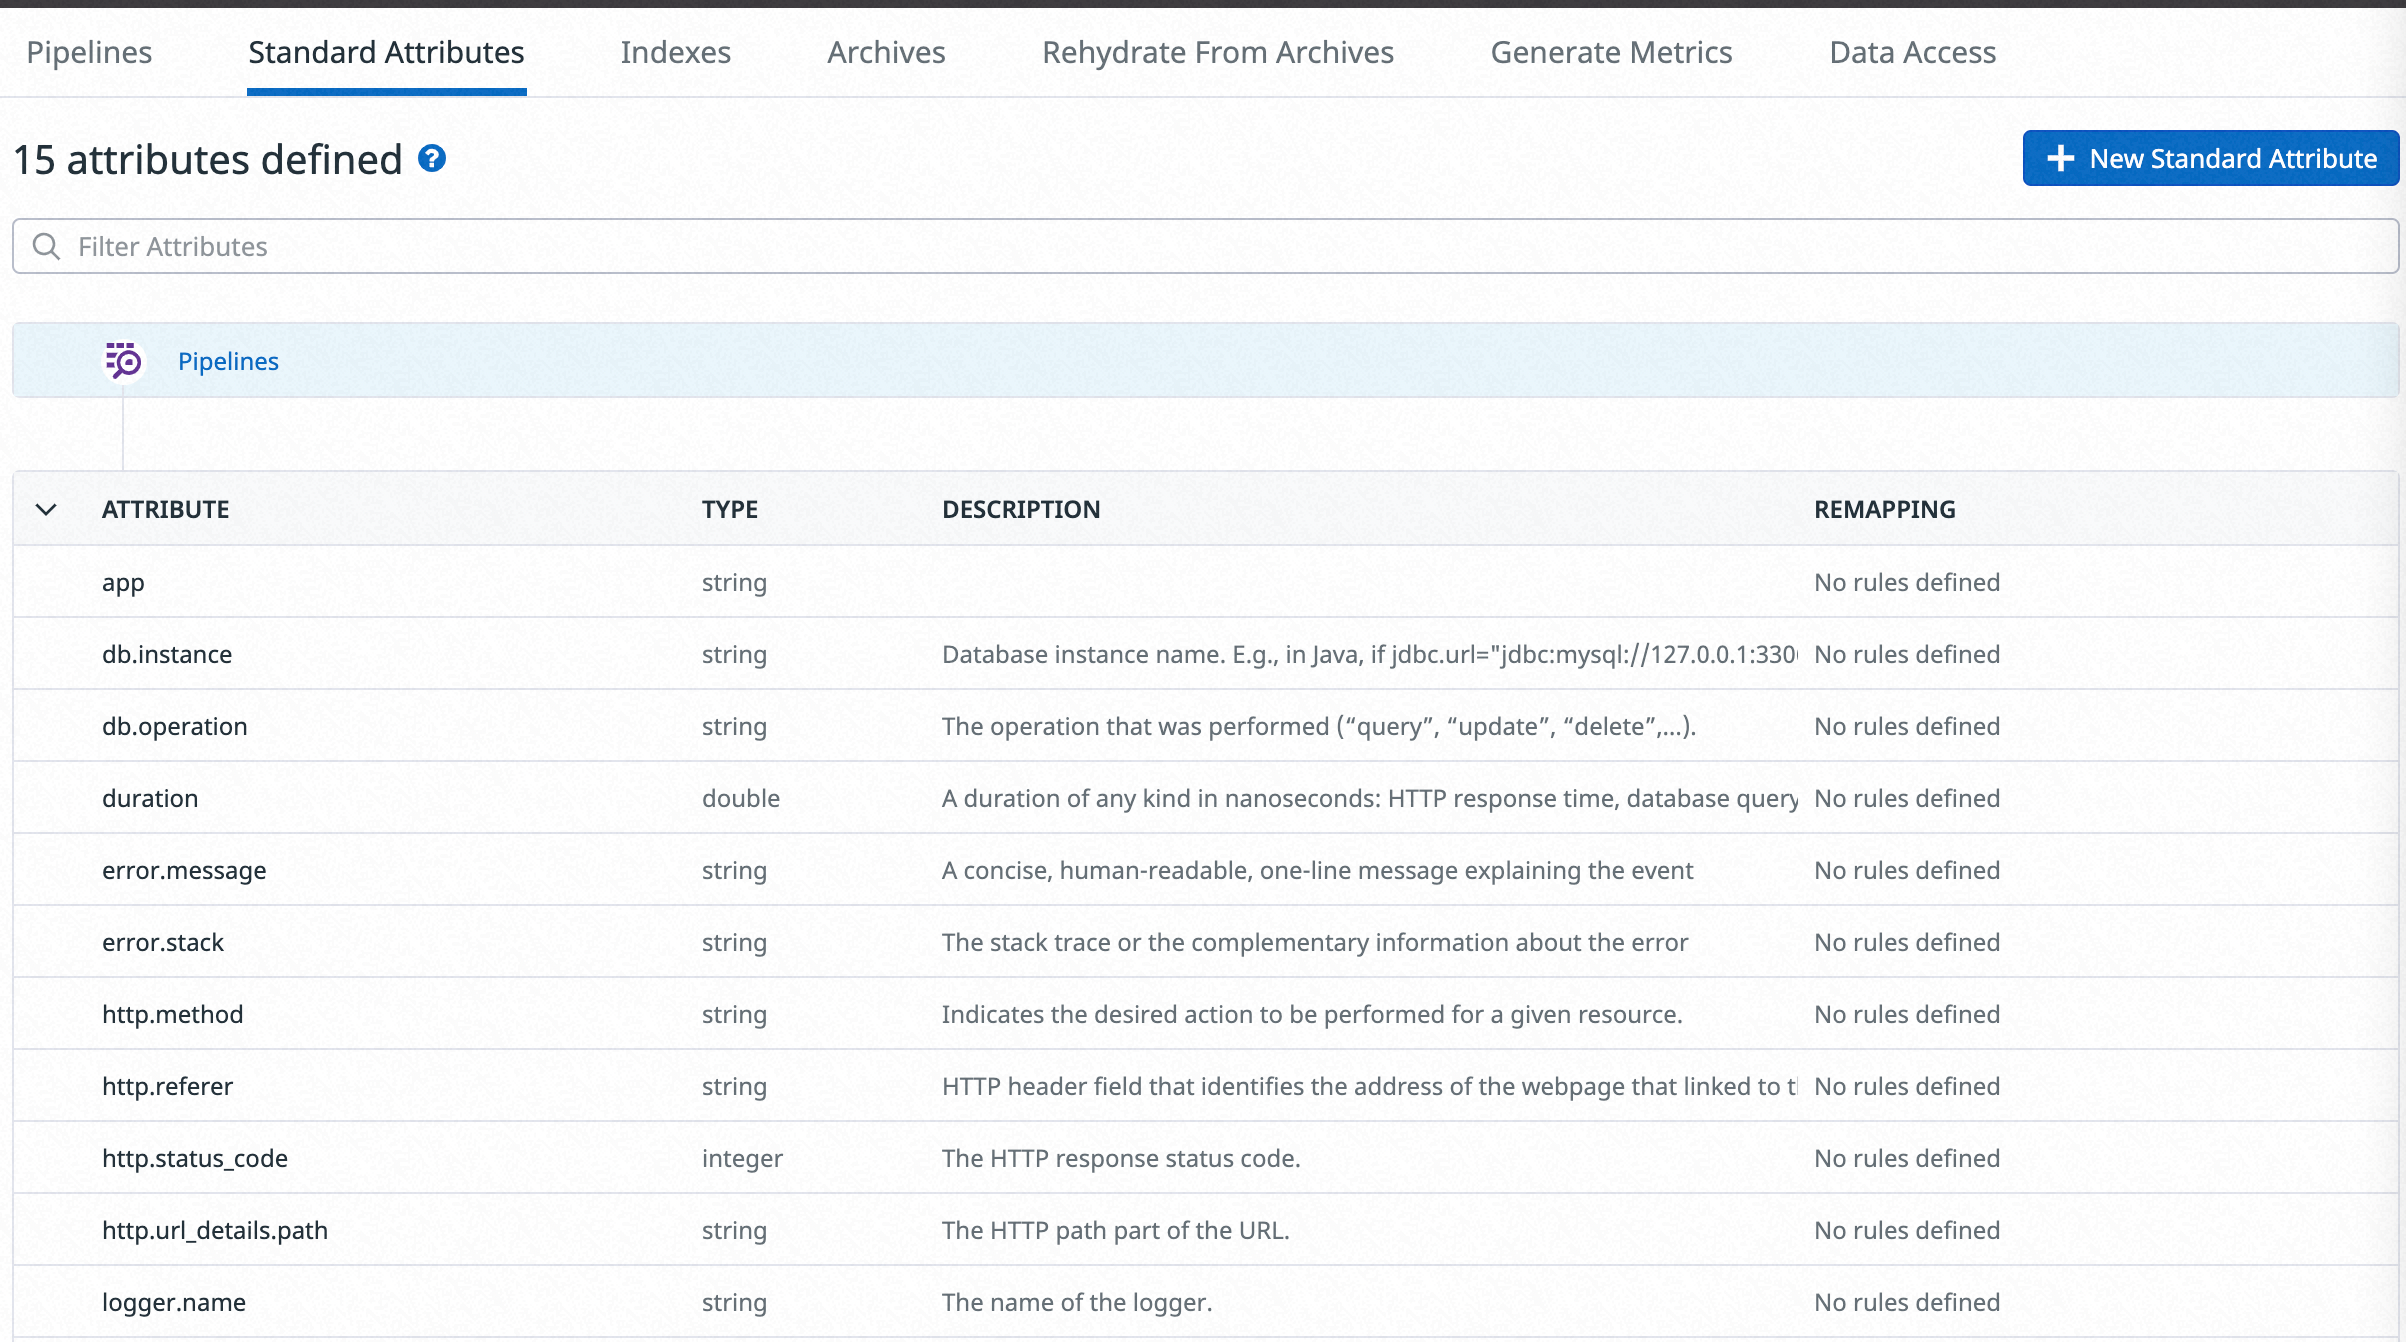 Pipelines Standard Attributes Indexes Archives Rehydrate From Archives Generate Metrics Data Access
15 attributes defined ? New Standard Attribute
Filter Attributes
Pipelines
ATTRIBUTE TYPE DESCRIPTION REMAPPING
app string No rules defined
db.instance string Database instance name. E.g., in Java, if jdbc.url="jdbc:mysql://127.0.0.1:330 No rules defined
db.operation string The operation that was performed (“query”, “update”, “delete”,...). No rules defined
duration double A duration of any kind in nanoseconds: HTTP response time, database query No rules defined
error.message string A concise, human-readable, one-line message explaining the event No rules defined
error.stack string The stack trace or the complementary information about the error No rules defined
http.method string Indicates the desired action to be performed for a given resource. No rules defined
http.referer string HTTP header field that identifies the address of the webpage that linked to No rules defined
http.status_code integer The HTTP response status code. No rules defined
http.url_details.path string The HTTP path part of the URL. No rules defined
logger.name string The name of the logger. No rules defined